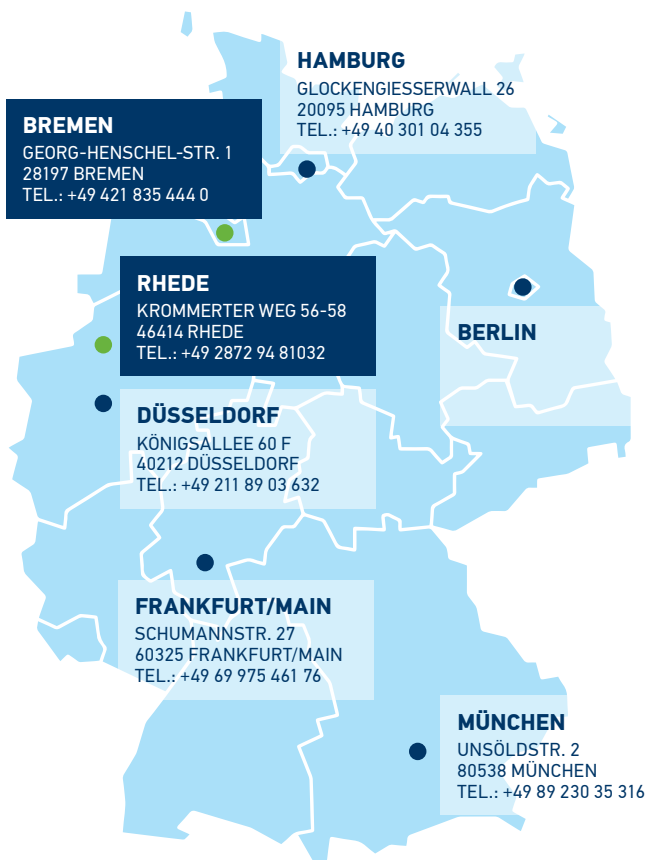 HAMBURG
GLOCKENGIESSERWALL 26
20095 HAMBURG
TEL.: +49 40 301 04 355
BREMEN
GEORG-HENSCHEL-STR. 1
28197 BREMEN
TEL.: +49 421 835 444 0
RHEDE
KROMMERTER WEG 56-58
46414 RHEDE
TEL.: +49 2872 94 81032
BERLIN
DÜSSELDORF
KÖNIGSALLEE 60 F
40212 DÜSSELDORF
TEL.: +49 211 89 03 632
FRANKFURT/MAIN
SCHUMANNSTR. 27
60325 FRANKFURT/MAIN
TEL.: +49 69 975 461 76
MÜNCHEN
UNSÖLDSTR. 2
80538 MÜNCHEN
TEL.: +49 89 230 35 316